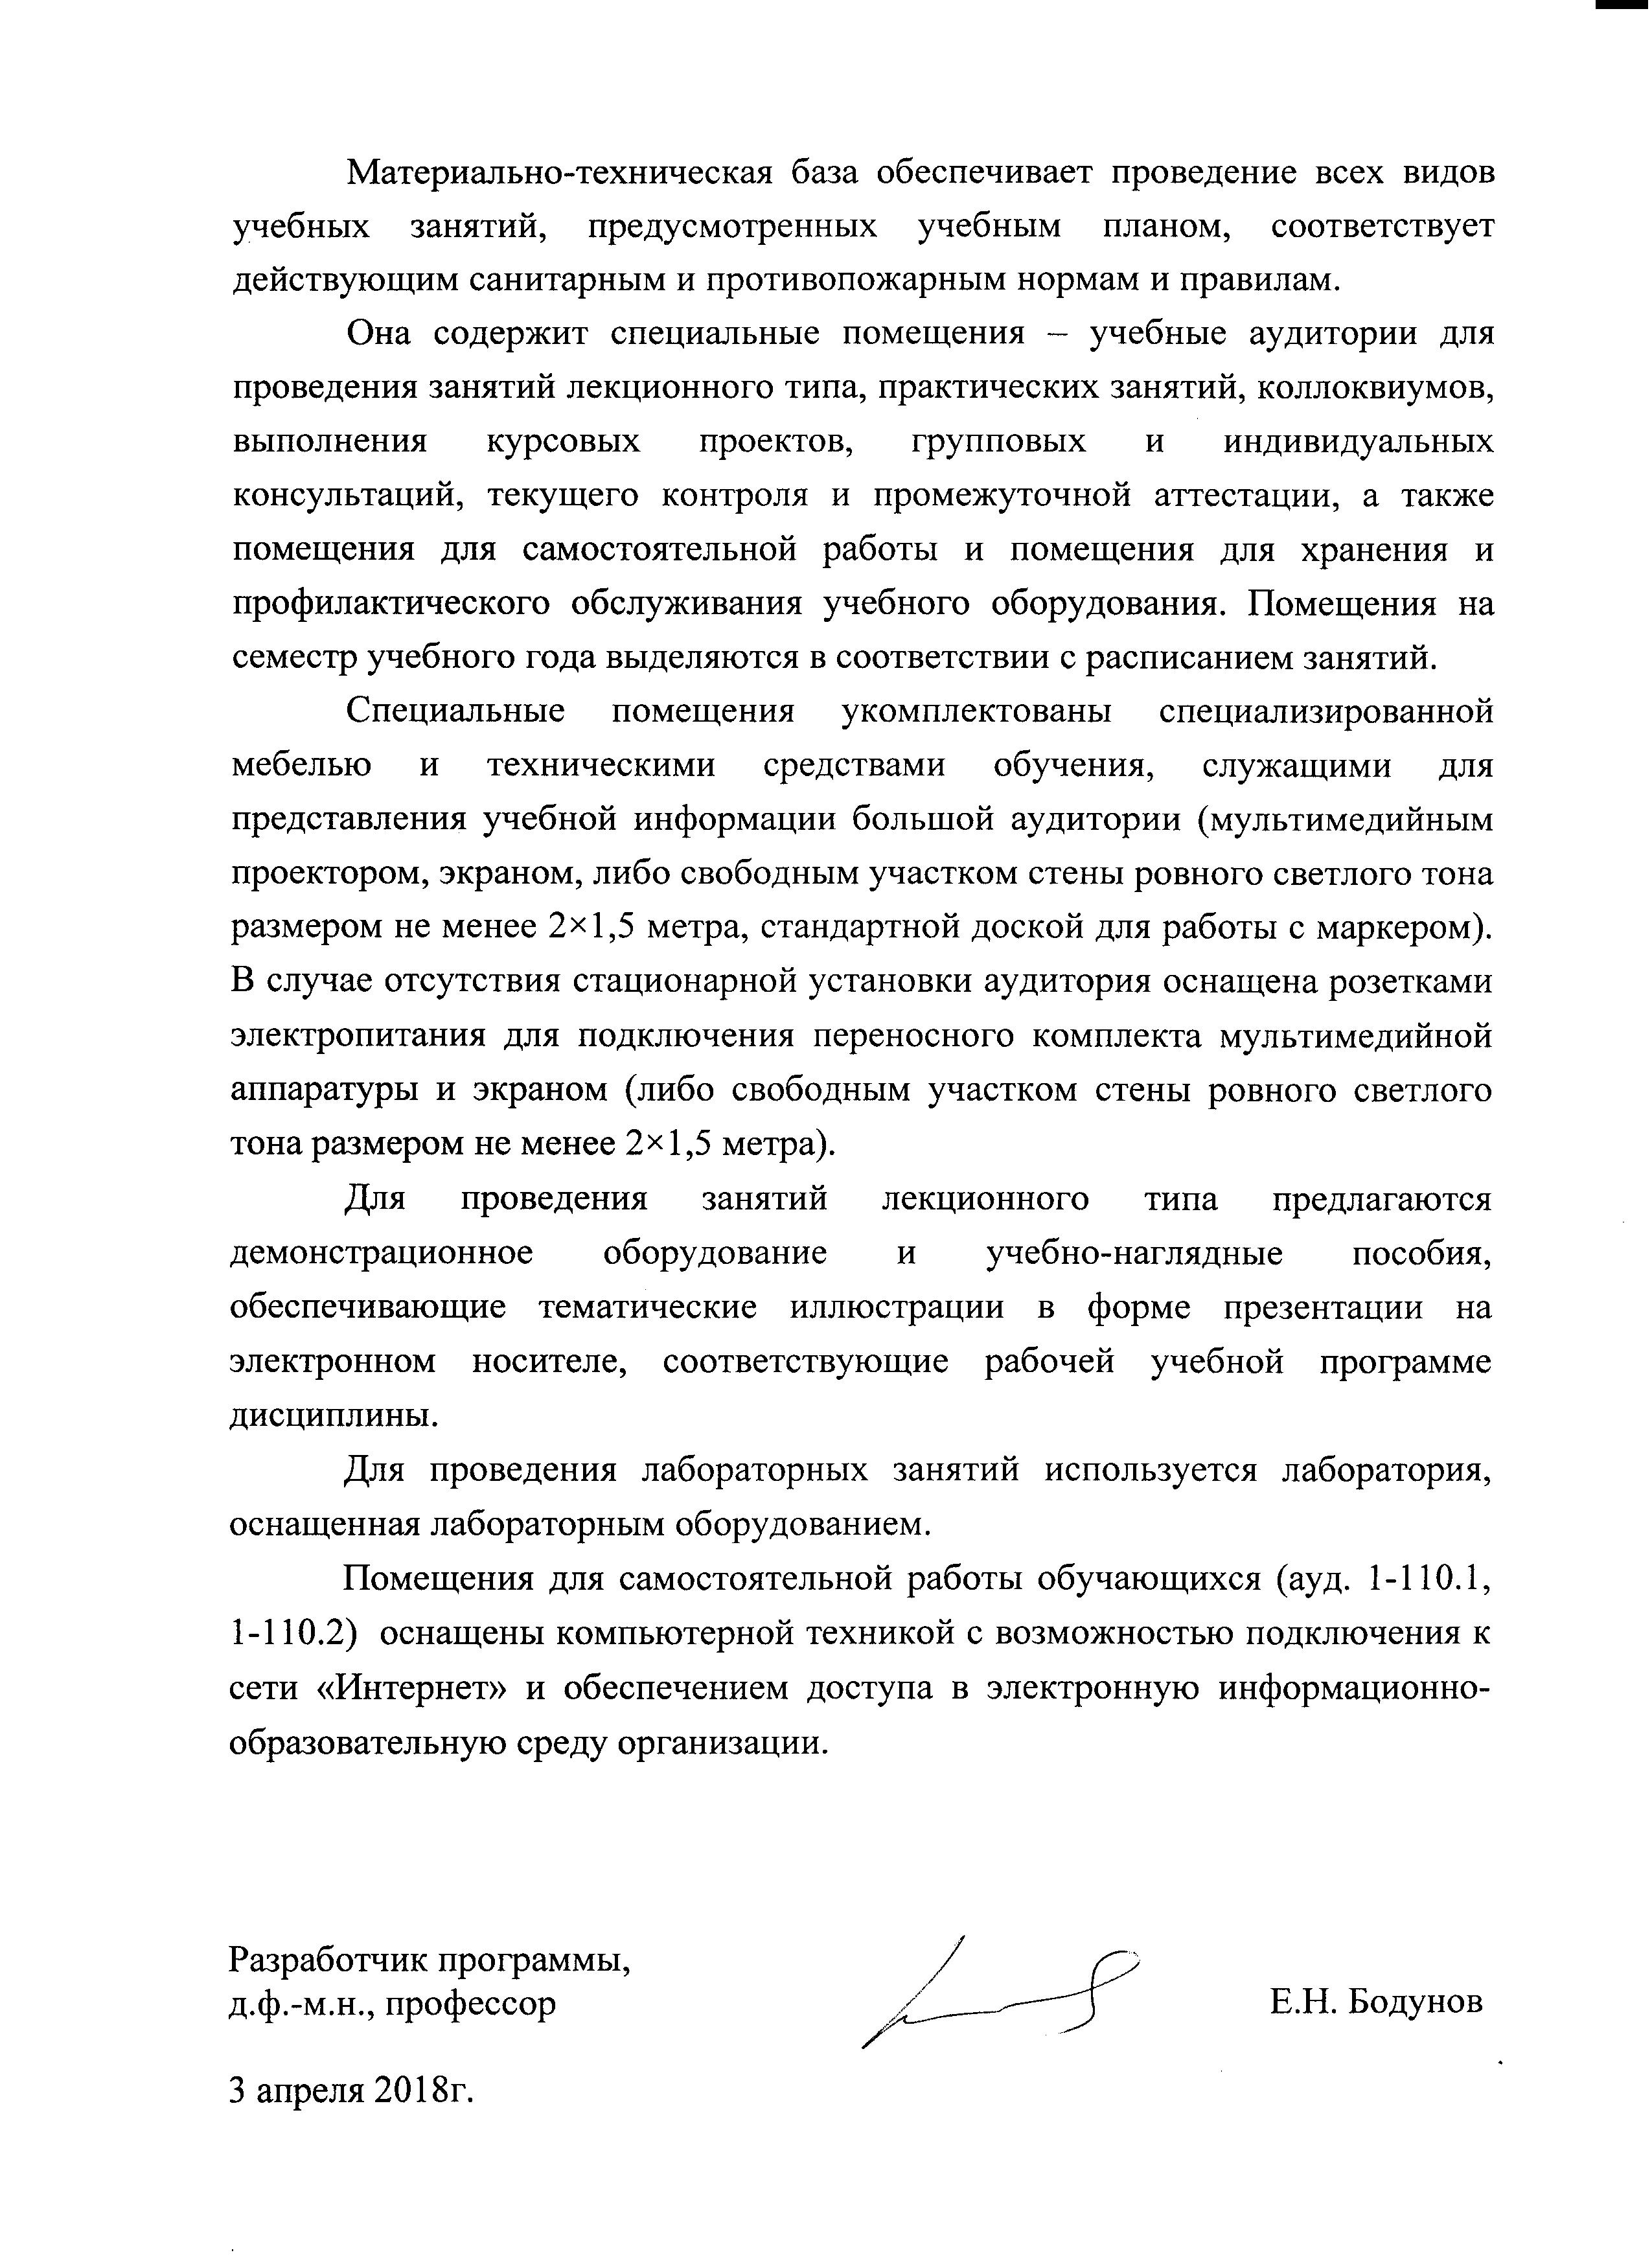 Материально-техническая база обеспечивает проведение всех видов
учебных занятий, предусмотренных учебным планом, соответствует
действующим санитарным и противопожарным нормам и правилам.
Она содержит специальные помещения – учебные аудитории для
проведения занятий лекционного типа, практических занятий, коллоквиумов,
выполнения курсовых проектов, групповых и индивидуальных
консультаций, текущего контроля и промежуточной аттестации, а также
помещения для самостоятельной работы и помещения для хранения и
профилактического обслуживания учебного оборудования. Помещения на
семестр учебного года выделяются в соответствии с расписанием занятий.
Специальные помещения укомплектованы специализированной
мебелью и техническими средствами обучения, служащими для
представления учебной информации большой аудитории (мультимедийным
проектором, экраном, либо свободным участком стены ровного светлого тона
размером не менее 2×1,5 метра, стандартной доской для работы с маркером).
В случае отсутствия стационарной установки аудитория оснащена розетками
электропитания для подключения переносного комплекта мультимедийной
аппаратуры и экраном (либо свободным участком стены ровного светлого
тона размером не менее 2×1,5 метра).
Для проведения занятий лекционного типа предлагаются
демонстрационное оборудование и учебно-наглядные пособия,
обеспечивающие тематические иллюстрации в форме презентации на
электронном носителе, соответствующие рабочей учебной программе
дисциплины.
Для проведения лабораторных занятий используется лаборатория,
оснащенная лабораторным оборудованием.
Помещения для самостоятельной работы обучающихся (ауд. 1-110.1,
1-110.2) оснащены компьютерной техникой с возможностью подключения к
сети «Интернет» и обеспечением доступа в электронную информационно-
образовательную среду организации.
Разработчик программы,
д.ф.-м.н., профессор Е.Н. Бодунов
3 апреля 2018г.